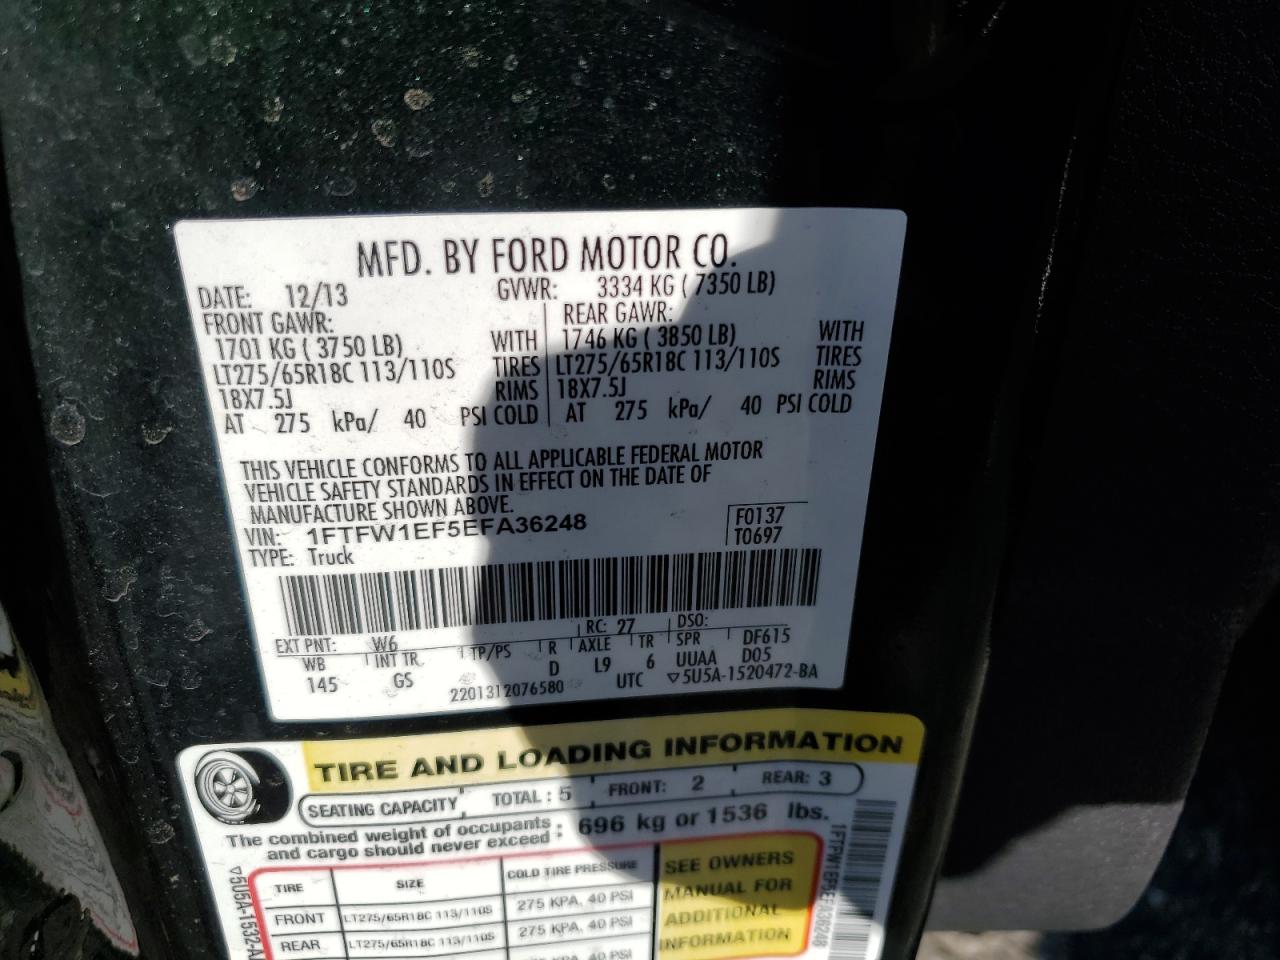 MFD. BY FORD MOTOR CO.
DATE: 12/13 GVWR: 3334 KG ( 7350 LB)
FRONT GAWR: REAR GAWR:
1701 KG ( 3750 LB) WITH 1746 KG ( 3850 LB) WITH
LT275/65R18C 113/110S TIRES LT275/65R18C 113/110S TIRES
18X7.5J RIMS 18X7.5J RIMS
AT 275 kPa/ 40 PSI COLD AT 275 kPa/ 40 PSI COLD
THIS VEHICLE CONFORMS TO ALL APPLICABLE FEDERAL MOTOR
VEHICLE SAFETY STANDARDS IN EFFECT ON THE DATE OF
MANUFACTURE SHOWN ABOVE.
VIN: 1FTFW1EF5EFA36248 F0137
TYPE: Truck T0697
EXT PNT: W6 RC: 27 DSO:
WB INT TR TP/PS R AXLE TR SPR DF615
145 GS D L9 6 UUAA D05
2201312076580 UTC ▽5U5A-1520472-BA
TIRE AND LOADING INFORMATION
SEATING CAPACITY TOTAL : 5 FRONT: 2 REAR: 3
The combined weight of occupants : 696 kg or 1536 lbs.
and cargo should never exceed :
TIRE SIZE COLD TIRE PRESSURE
FRONT LT275/65R18C 113/110S 275 KPA, 40 PSI
REAR LT275/65R18C 113/110S 275 KPA, 40 PSI
SEE OWNERS
MANUAL FOR
ADDITIONAL
INFORMATION
▽5U5A-1532-A
1FTFW1EF5EFA36248